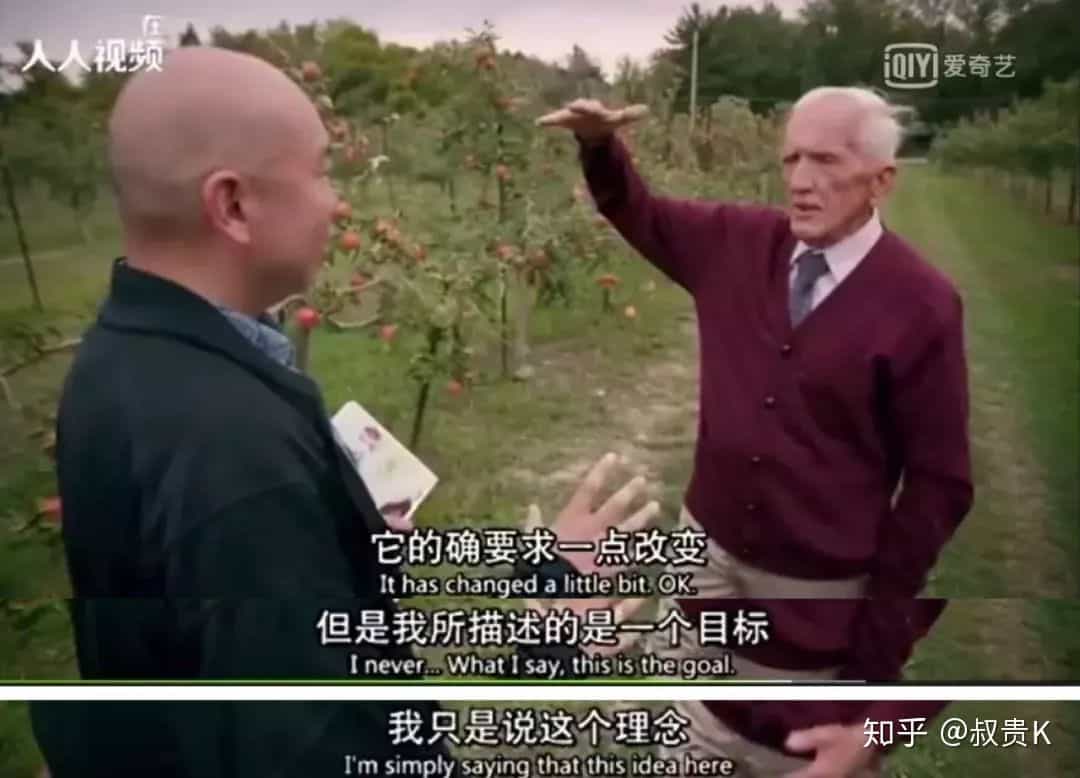 在
人人视频
iQIYI 爱奇艺
它的确要求一点改变
It has changed a little bit. OK.
但是我所描述的是一个目标
I never... What I say, this is the goal.
我只是说这个理念
I'm simply saying that this idea here
知乎 @叔贵K